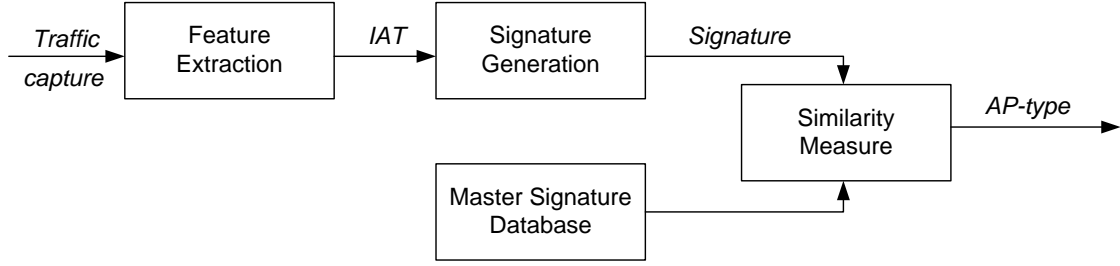 Traffic
capture
Feature
Extraction
IAT
Signature
Generation
Signature
Similarity
Measure
AP-type
Master Signature
Database